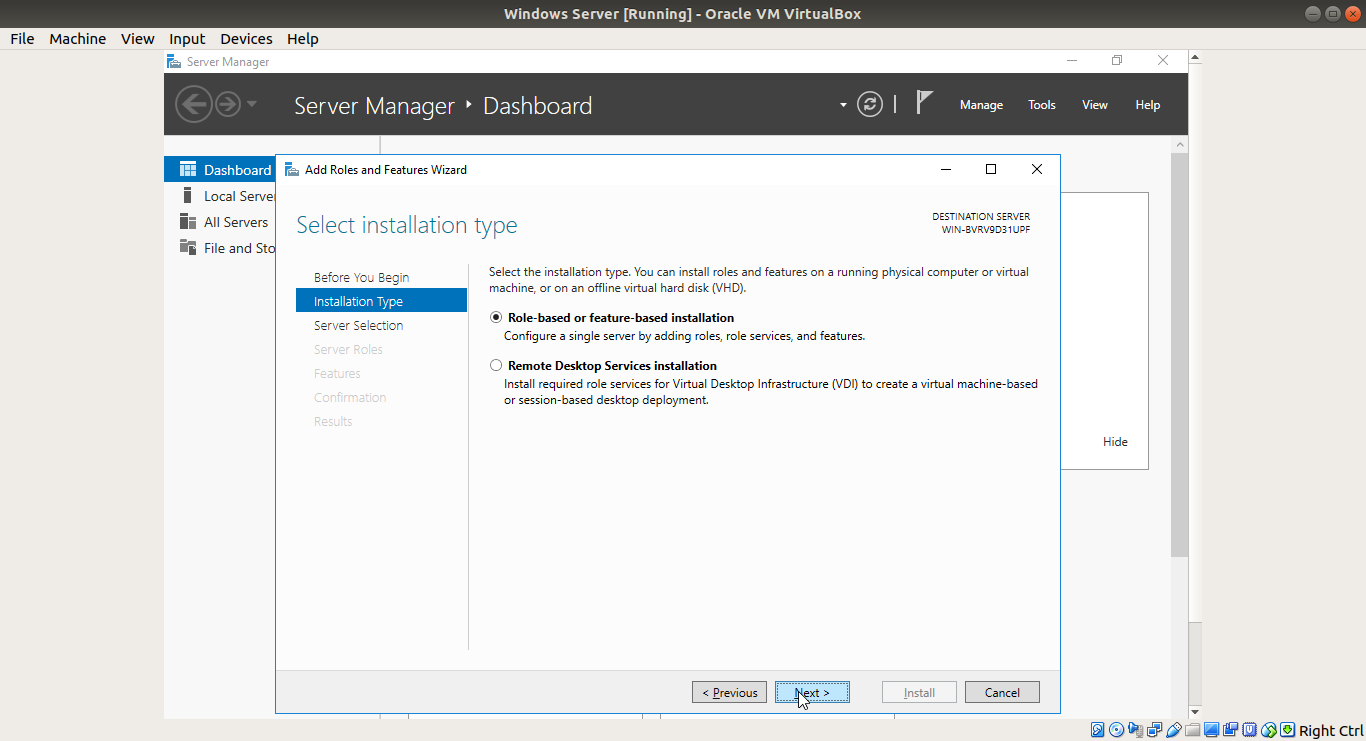 Windows Server [Running] - Oracle VM VirtualBox
File Machine View Input Devices Help
Server Manager
Server Manager Dashboard
Manage Tools View Help
Dashboard
Local Server
All Servers
File and Sto
Add Roles and Features Wizard
Select installation type
DESTINATION SERVER
WIN-BVRV9D31UPF
Before You Begin
Installation Type
Server Selection
Server Roles
Features
Confirmation
Results
Select the installation type. You can install roles and features on a running physical computer or virtual
machine, or on an offline virtual hard disk (VHD).
Role-based or feature-based installation
Configure a single server by adding roles, role services, and features.
Remote Desktop Services installation
Install required role services for Virtual Desktop Infrastructure (VDI) to create a virtual machine-based
or session-based desktop deployment.
Hide
< Previous Next > Install Cancel
Right Ctrl